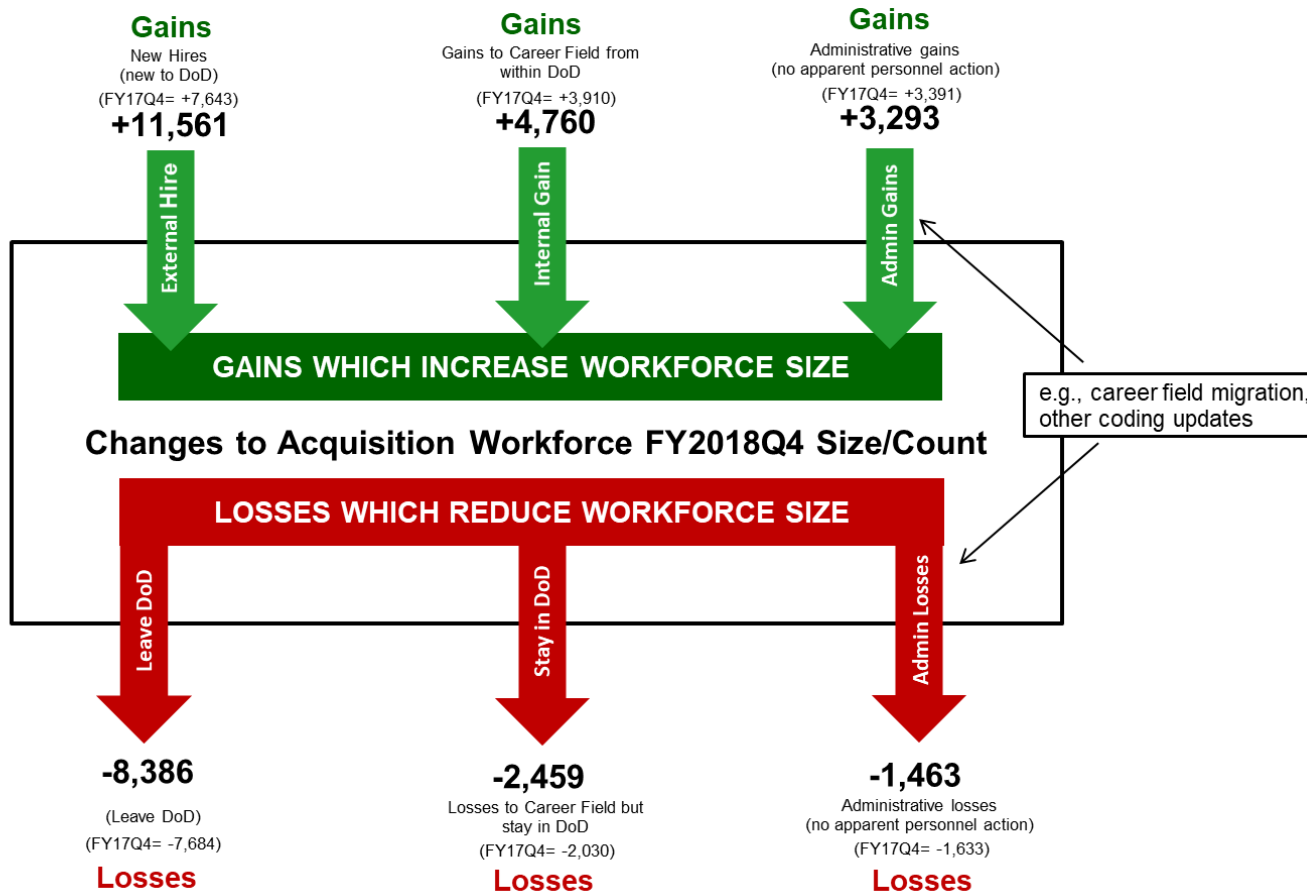 Gains
New Hires
(new to DoD)
(FY17Q4= +7,643)
+11,561
Gains
Gains to Career Field from
within DoD
(FY17Q4= +3,910)
+4,760
Gains
Administrative gains
(no apparent personnel action)
(FY17Q4= +3,391)
+3,293
External Hire
Internal Gain
Admin Gains
GAINS WHICH INCREASE WORKFORCE SIZE
e.g., career field migration,
other coding updates
Changes to Acquisition Workforce FY2018Q4 Size/Count
LOSSES WHICH REDUCE WORKFORCE SIZE
Leave DoD
Stay in DoD
Admin Losses
-8,386
(Leave DoD)
(FY17Q4= -7,684)
Losses
-2,459
Losses to Career Field but
stay in DoD
(FY17Q4= -2,030)
Losses
-1,463
Administrative losses
(no apparent personnel action)
(FY17Q4= -1,633)
Losses